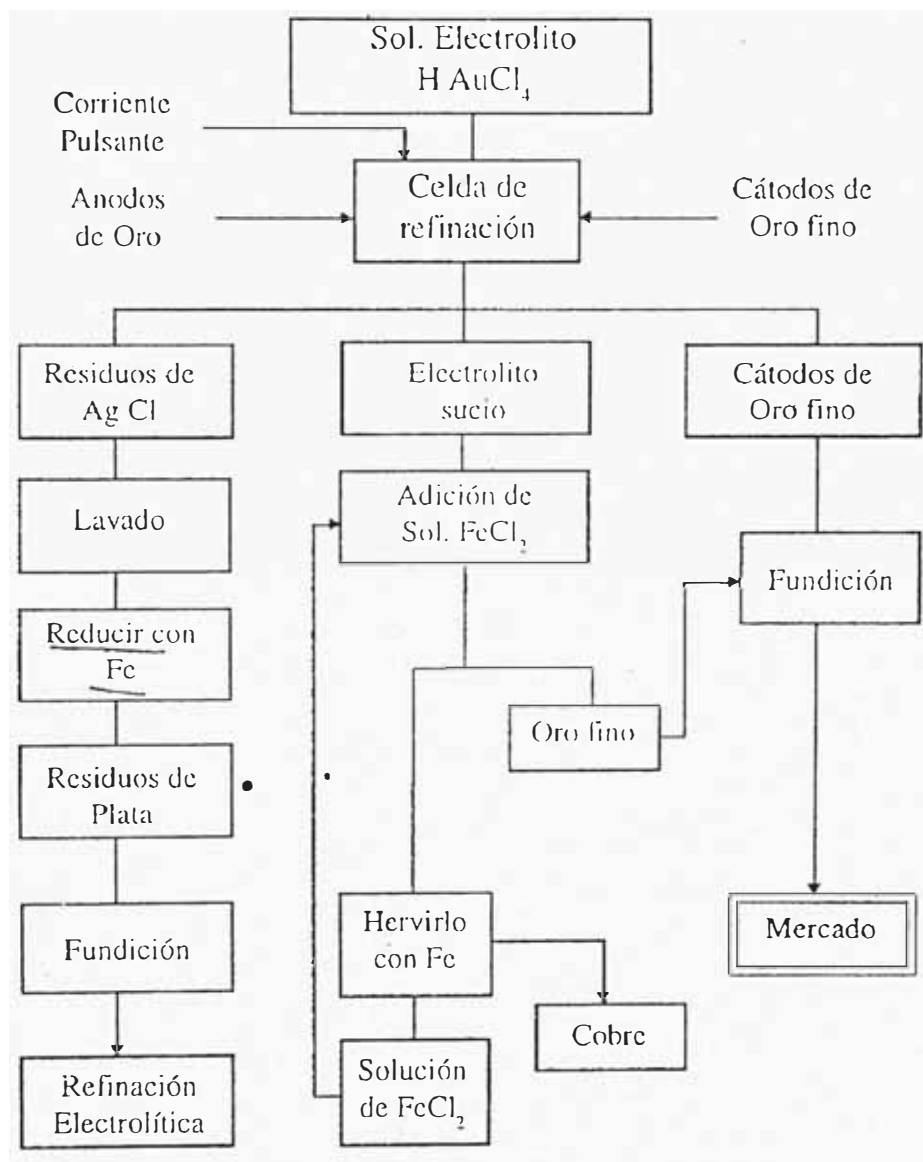 Sol. Electrolito
H AuCl₄
Corriente
Pulsante
Anodos
de Oro
Celda de
refinación
Cátodos de
Oro fino
Residuos de
Ag Cl
Electrolito
sucio
Cátodos de
Oro fino
Lavado
Adición de
Sol. FeCl₂
Fundición
Reducir con
Fe
Oro fino
Residuos de
Plata
Fundición
Hervirlo
con Fe
Mercado
Cobre
Refinación
Electrolítica
Solución
de FeCl₂